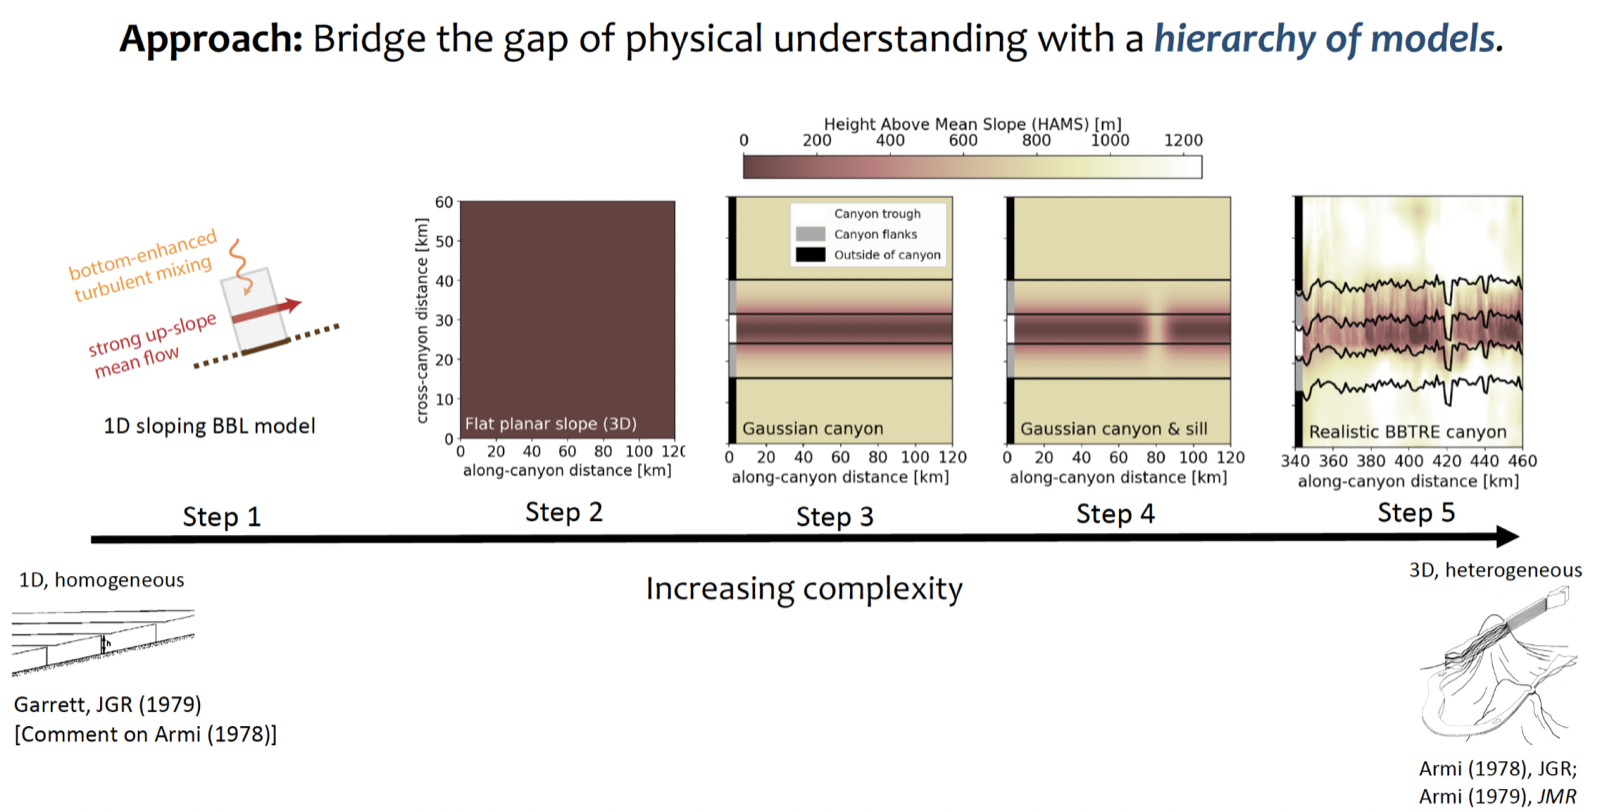 Approach: Bridge the gap of physical understanding with a hierarchy of models.
Height Above Mean Slope (HAMS) [m]
0 200 400 600 800 1000 1200
bottom-enhanced
turbulent mixing
strong up-slope
mean flow
1D sloping BBL model
cross-canyon distance [km]
60
50
40
30
20
10
0
Flat planar slope (3D)
0 20 40 60 80 100 120
along-canyon distance [km]
Canyon trough
Canyon flanks
Outside of canyon
Gaussian canyon
0 20 40 60 80 100 120
along-canyon distance [km]
Gaussian canyon & sill
0 20 40 60 80 100 120
along-canyon distance [km]
Realistic BBTRE canyon
340 360 380 400 420 440 460
along-canyon distance [km]
Step 1
Step 2
Step 3
Step 4
Step 5
Increasing complexity
1D, homogeneous
h
Garrett, JGR (1979)
[Comment on Armi (1978)]
3D, heterogeneous
Armi (1978), JGR;
Armi (1979), JMR